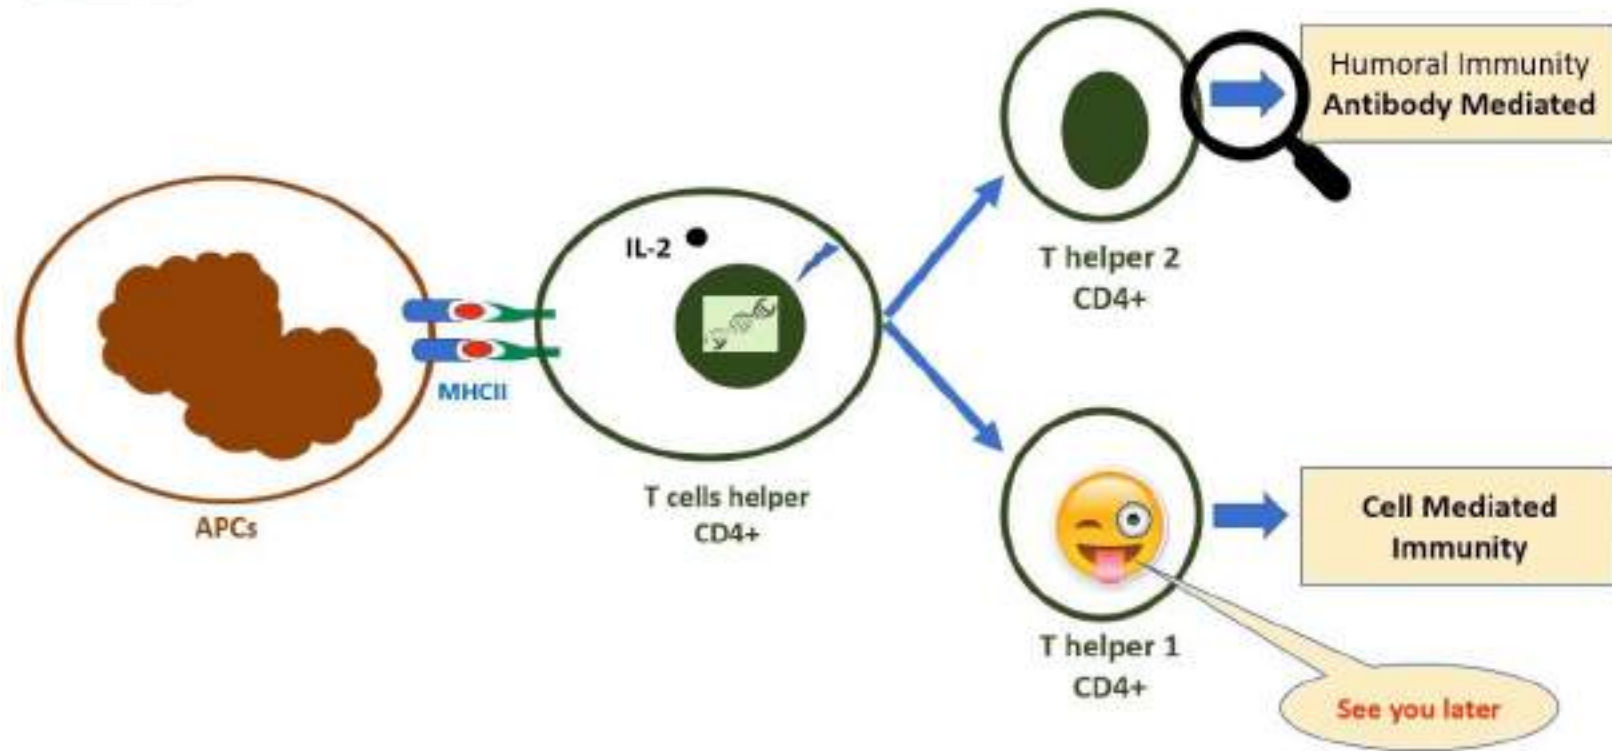 APCs
MHCII
IL-2
T cells helper
CD4+
T helper 2
CD4+
Humoral Immunity
Antibody Mediated
T helper 1
CD4+
Cell Mediated
Immunity
See you later